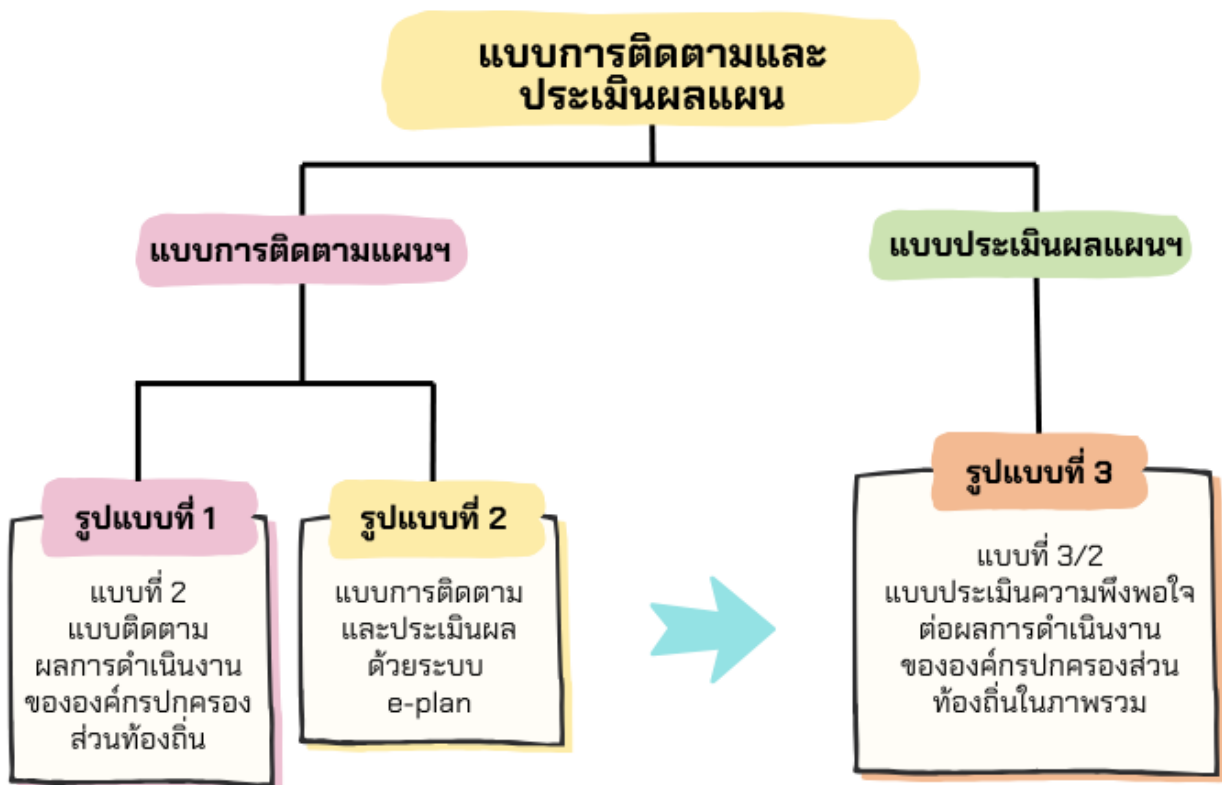 แบบการติดตามและ
ประเมินผลแผน
แบบการติดตามแผนฯ
แบบประเมินผลแผนฯ
รูปแบบที่ 1
แบบที่ 2
แบบติดตาม
ผลการดำเนินงาน
ขององค์กรปกครอง
ส่วนท้องถิ่น
รูปแบบที่ 2
แบบการติดตาม
และประเมินผล
ด้วยระบบ
e-plan
รูปแบบที่ 3
แบบที่ 3/2
แบบประเมินความพึงพอใจ
ต่อผลการดำเนินงาน
ขององค์กรปกครองส่วน
ท้องถิ่นในภาพรวม